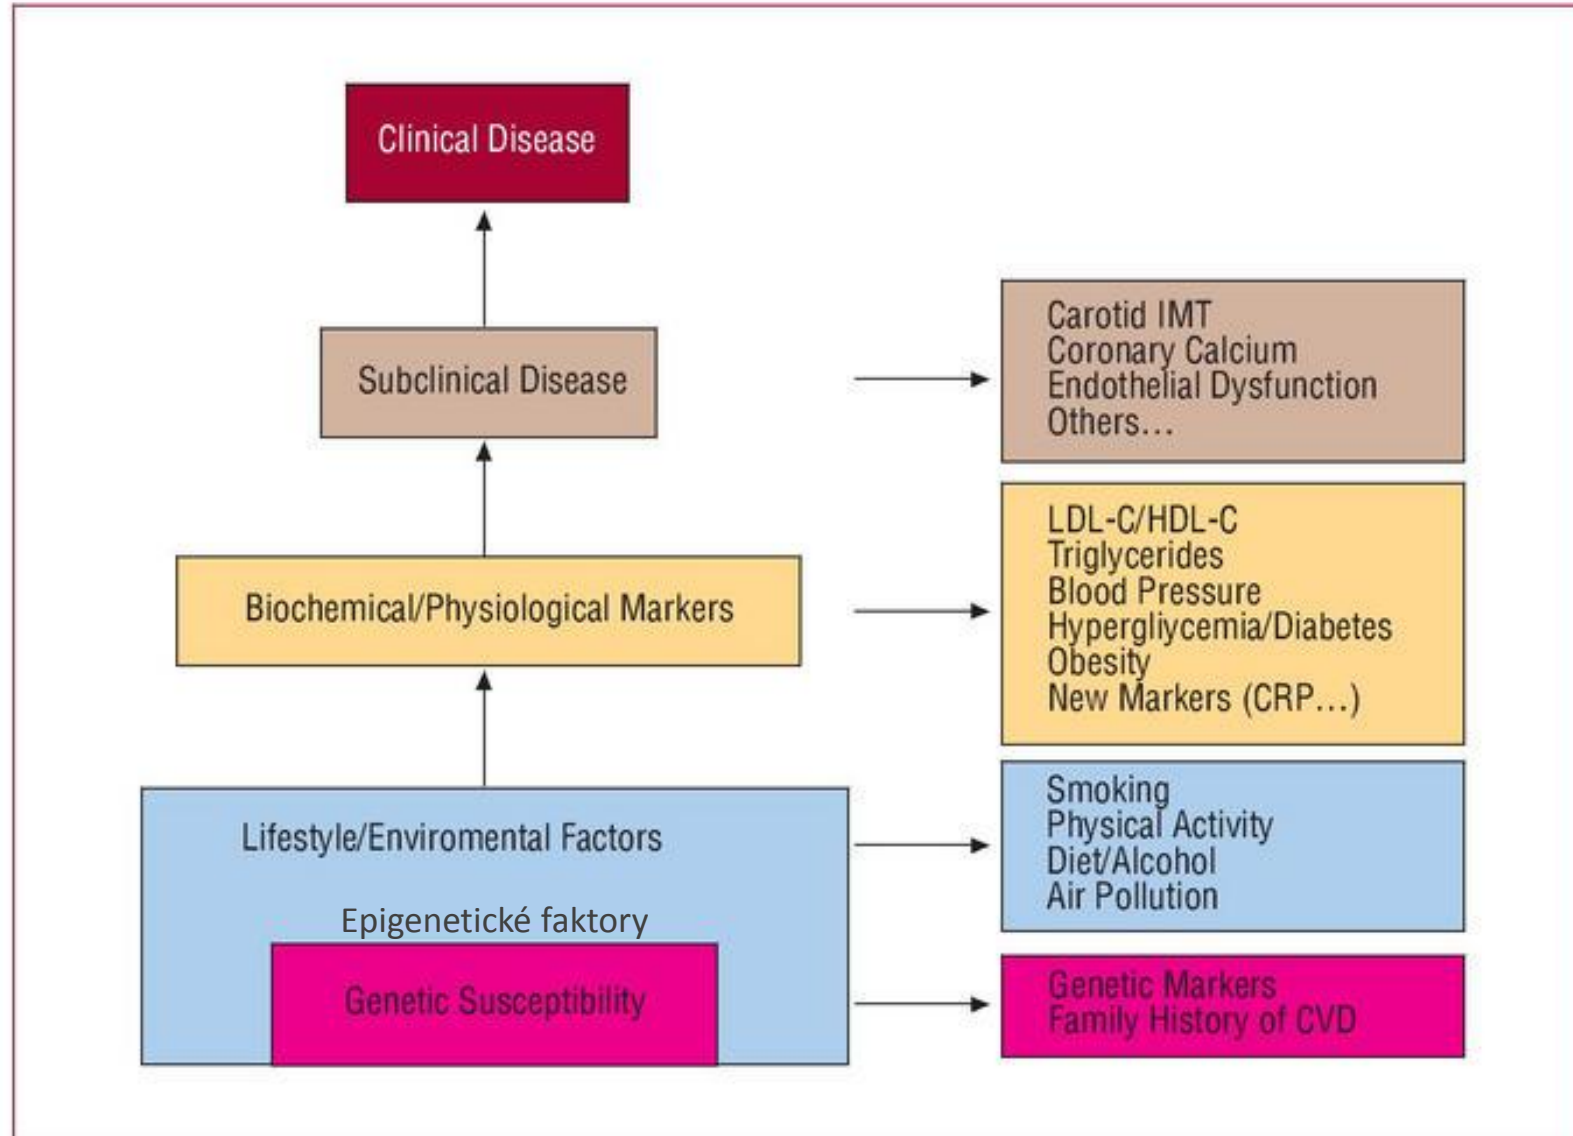 Clinical Disease
Subclinical Disease
Carotid IMT
Coronary Calcium
Endothelial Dysfunction
Others…
Biochemical/Physiological Markers
LDL-C/HDL-C
Triglycerides
Blood Pressure
Hypergliycemia/Diabetes
Obesity
New Markers (CRP…)
Lifestyle/Enviromental Factors
Epigenetické faktory
Smoking
Physical Activity
Diet/Alcohol
Air Pollution
Genetic Susceptibility
Genetic Markers
Family History of CVD